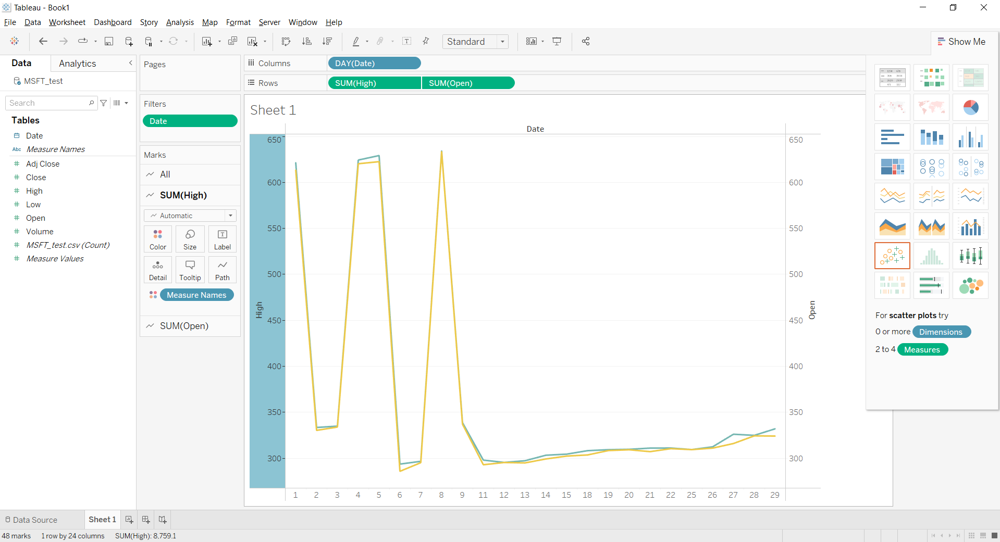 Tableau - Book1
File Data Worksheet Dashboard Story Analysis Map Format Server Window Help
Standard
Show Me
Data
Analytics
MSFT_test
Search
Tables
Date
Abc Measure Names
Adj Close
Close
High
Low
Open
Volume
MSFT_test.csv (Count)
Measure Values
Pages
Filters
Date
Marks
All
SUM(High)
Automatic
Color Size Label
Detail Tooltip Path
Measure Names
SUM(Open)
Columns DAY(Date)
Rows SUM(High) SUM(Open)
Sheet 1
Date
650 650
600 600
550 550
500 500
450 450
400 400
350 350
300 300
High
Open
1 2 3 4 5 6 7 8 9 11 12 13 14 15 18 19 20 21 22 25 26 27 28 29
For scatter plots try
0 or more Dimensions
2 to 4 Measures
Data Source Sheet 1
48 marks 1 row by 24 columns SUM(High): 8,759.1